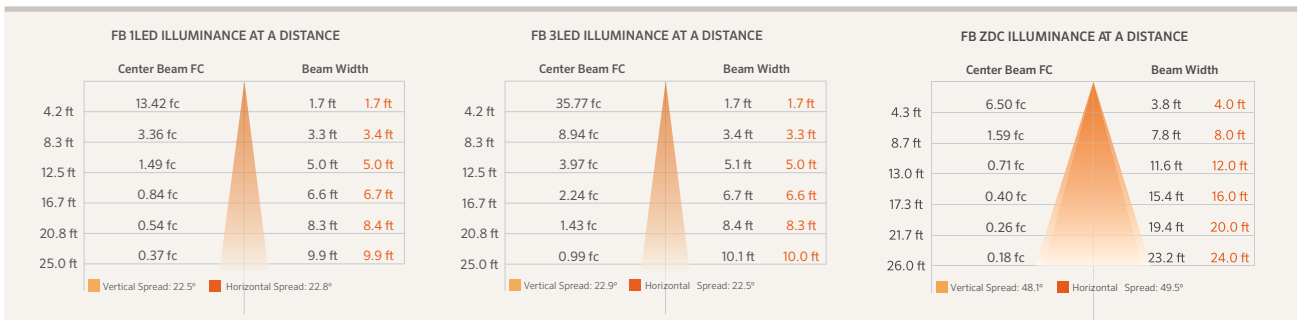 FB 1LED ILLUMINANCE AT A DISTANCE
Center Beam FC Beam Width
4.2 ft 13.42 fc 1.7 ft 1.7 ft
8.3 ft 3.36 fc 3.3 ft 3.4 ft
12.5 ft 1.49 fc 5.0 ft 5.0 ft
16.7 ft 0.84 fc 6.6 ft 6.7 ft
20.8 ft 0.54 fc 8.3 ft 8.4 ft
25.0 ft 0.37 fc 9.9 ft 9.9 ft
Vertical Spread: 22.5º Horizontal Spread: 22.8º
FB 3LED ILLUMINANCE AT A DISTANCE
Center Beam FC Beam Width
4.2 ft 35.77 fc 1.7 ft 1.7 ft
8.3 ft 8.94 fc 3.4 ft 3.3 ft
12.5 ft 3.97 fc 5.1 ft 5.0 ft
16.7 ft 2.24 fc 6.7 ft 6.6 ft
20.8 ft 1.43 fc 8.4 ft 8.3 ft
25.0 ft 0.99 fc 10.1 ft 10.0 ft
Vertical Spread: 22.9º Horizontal Spread: 22.5º
FB ZDC ILLUMINANCE AT A DISTANCE
Center Beam FC Beam Width
4.3 ft 6.50 fc 3.8 ft 4.0 ft
8.7 ft 1.59 fc 7.8 ft 8.0 ft
13.0 ft 0.71 fc 11.6 ft 12.0 ft
17.3 ft 0.40 fc 15.4 ft 16.0 ft
21.7 ft 0.26 fc 19.4 ft 20.0 ft
26.0 ft 0.18 fc 23.2 ft 24.0 ft
Vertical Spread: 48.1º Horizontal Spread: 49.5º